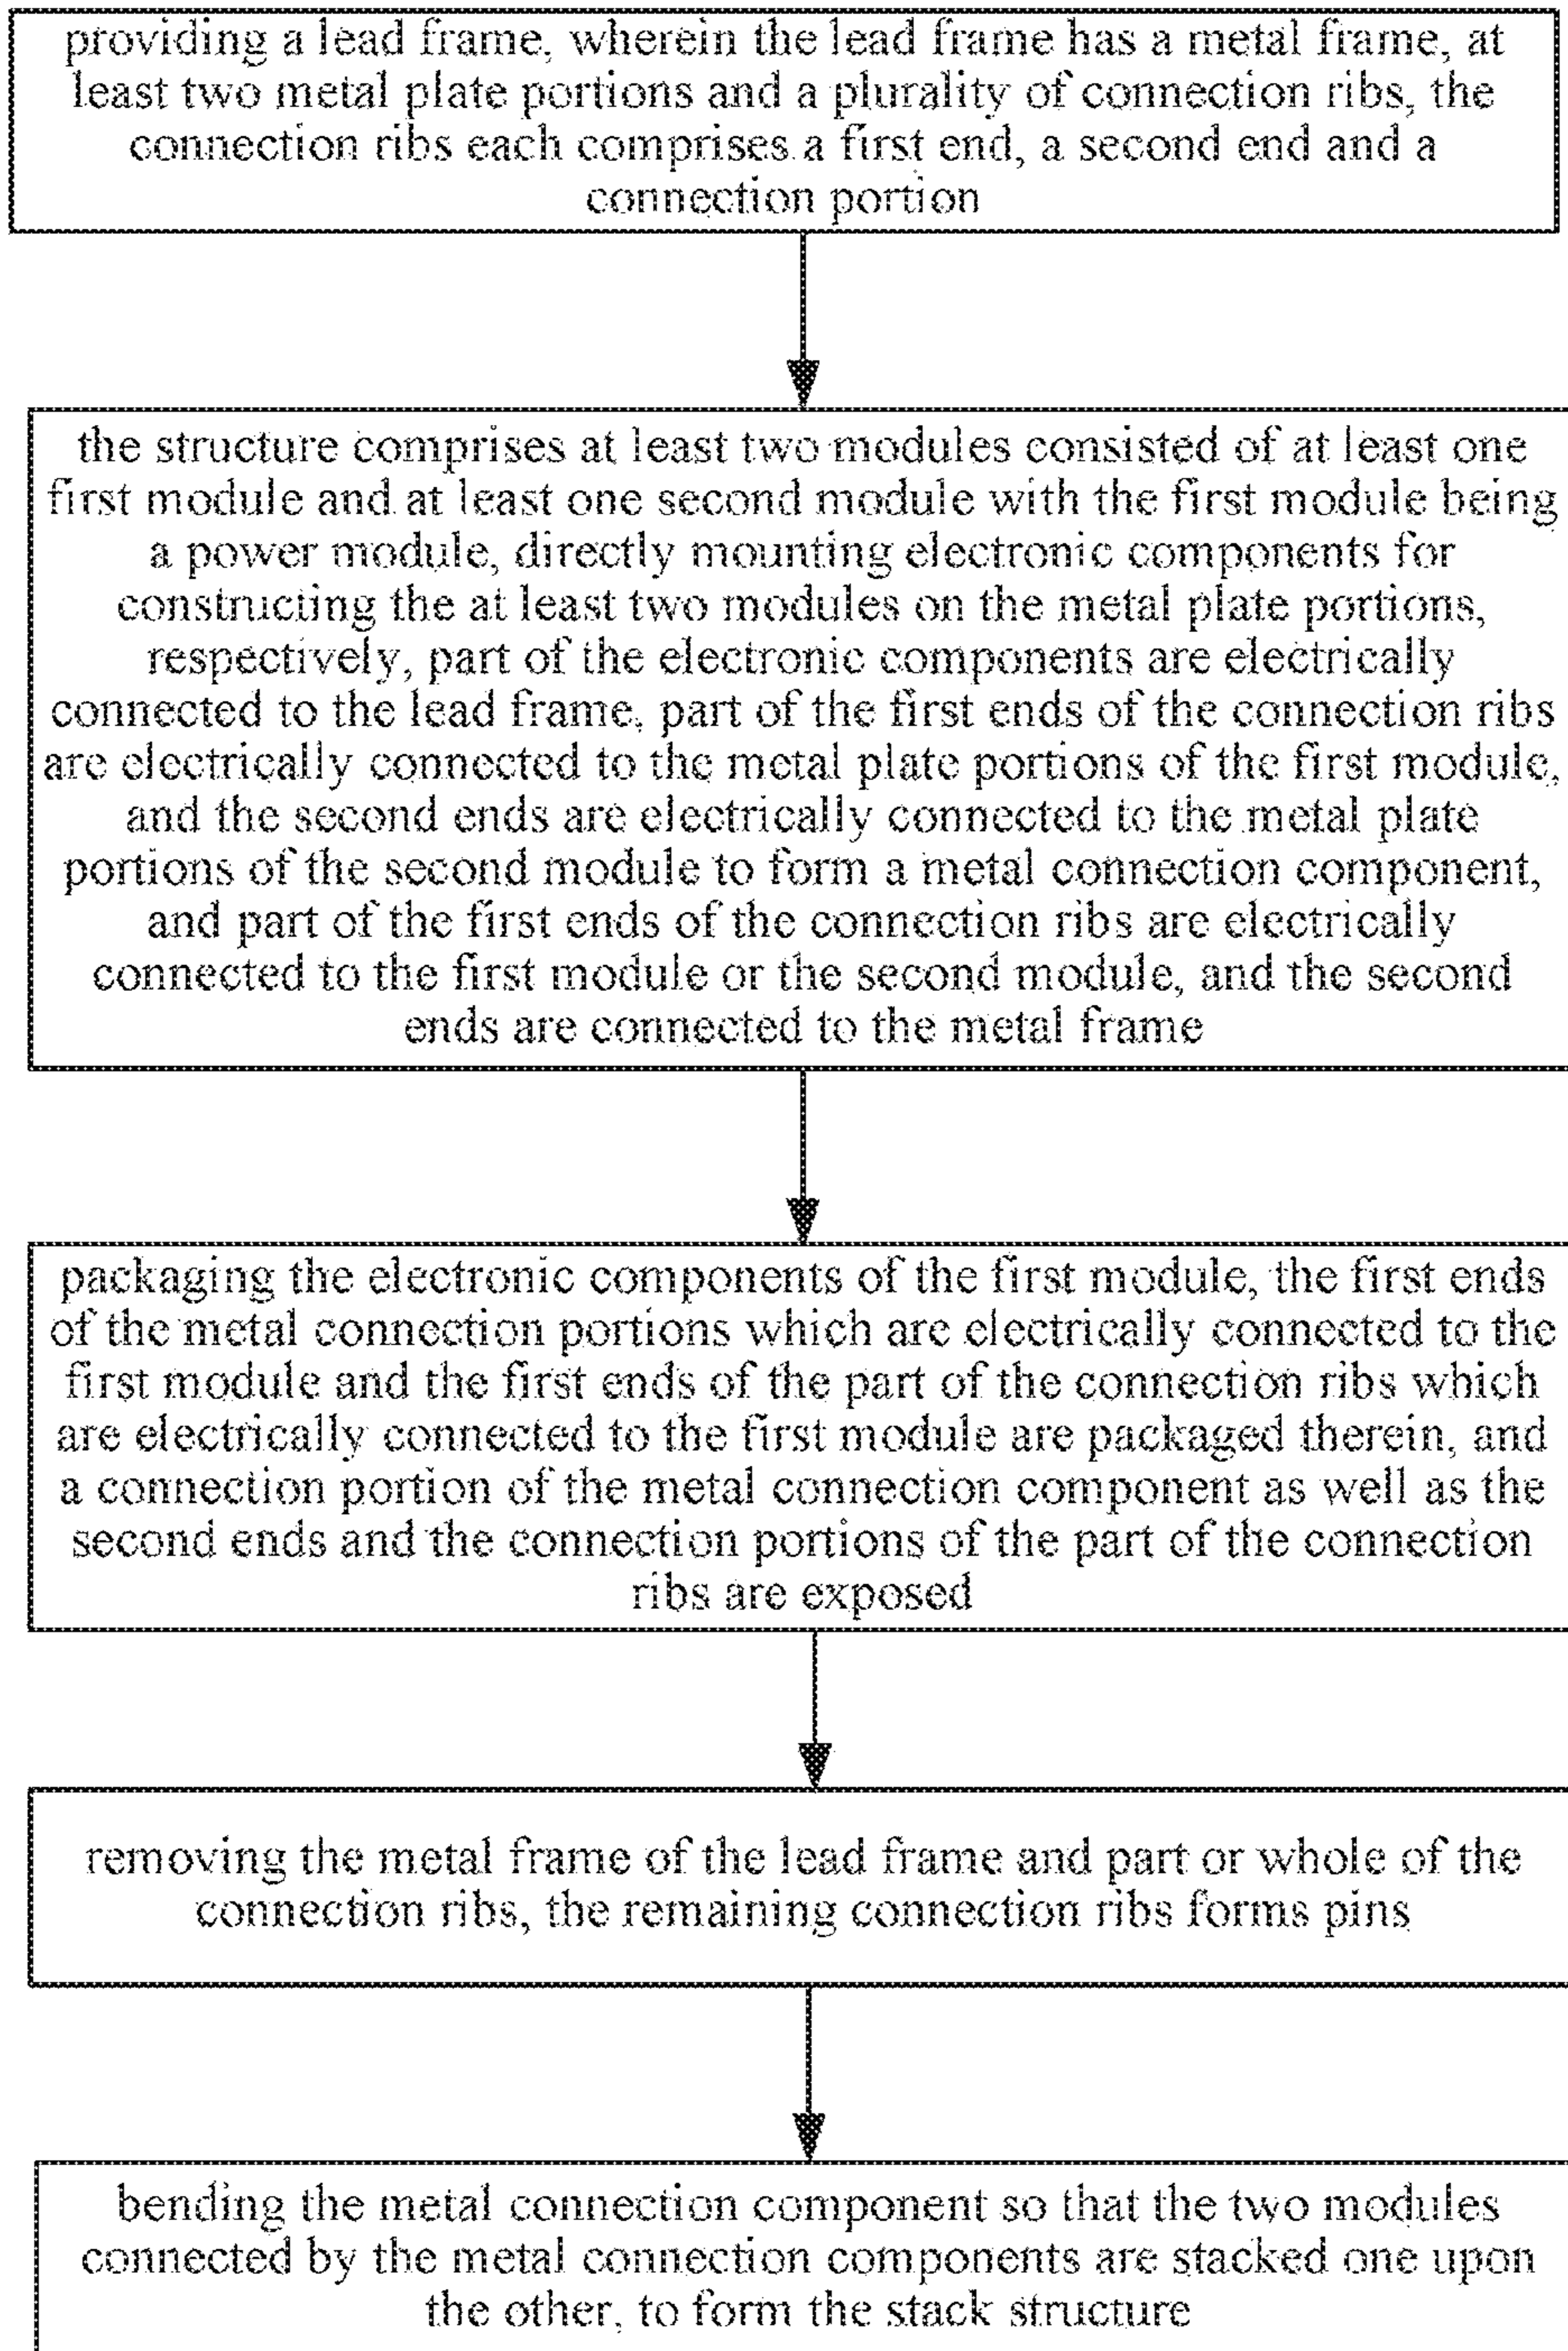 providing a lead frame, wherein the lead frame has a metal frame, at
least two metal plate portions and a plurality of connection ribs, the
connection ribs each comprises a first end, a second end and a
connection portion
the structure comprises at least two modules consisted of at least one
first module and at least one second module with the first module being
a power module, directly mounting electronic components for
constructing the at least two modules on the metal plate portions,
respectively, part of the electronic components are electrically
connected to the lead frame, part of the first ends of the connection ribs
are electrically connected to the metal plate portions of the first module,
and the second ends are electrically connected to the metal plate
portions of the second module to form a metal connection component,
and part of the first ends of the connection ribs are electrically
connected to the first module or the second module, and the second
ends are connected to the metal frame
packaging the electronic components of the first module, the first ends
of the metal connection portions which are electrically connected to the
first module and the first ends of the part of the connection ribs which
are electrically connected to the first module are packaged therein, and
a connection portion of the metal connection component as well as the
second ends and the connection portions of the part of the connection
ribs are exposed
removing the metal frame of the lead frame and part or whole of the
connection ribs, the remaining connection ribs forms pins
bending the metal connection component so that the two modules
connected by the metal connection components are stacked one upon
the other, to form the stack structure